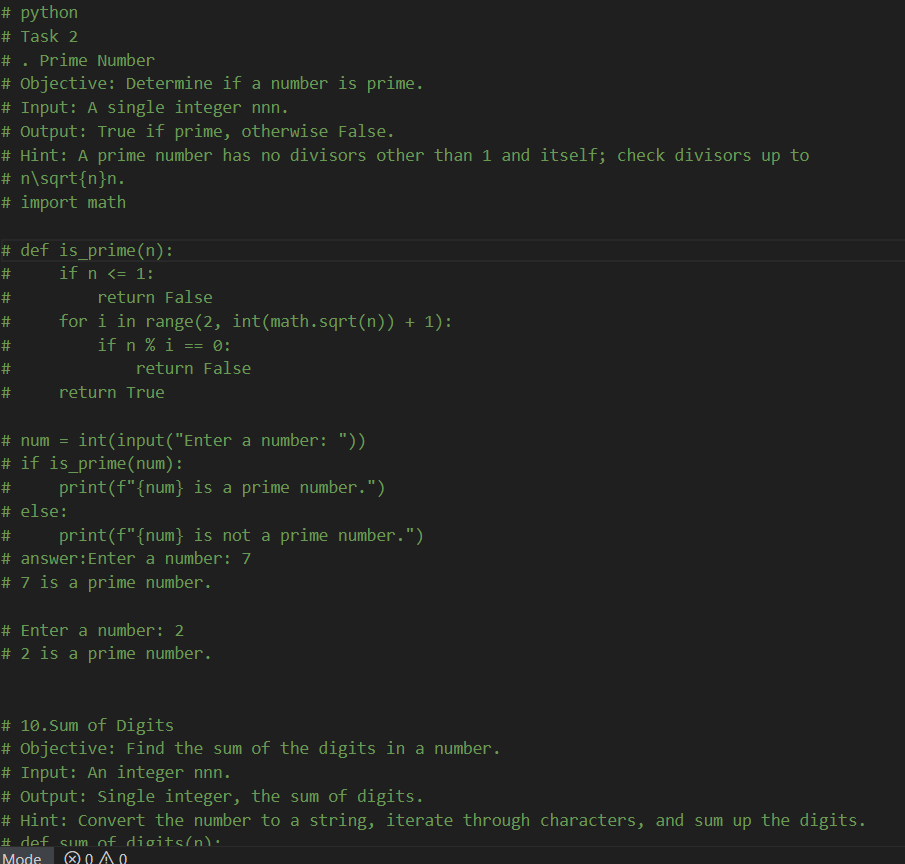 # python
# Task 2
# . Prime Number
# Objective: Determine if a number is prime.
# Input: A single integer nnn.
# Output: True if prime, otherwise False.
# Hint: A prime number has no divisors other than 1 and itself; check divisors up to
# n\sqrt{n}n.
# import math
# def is_prime(n):
#     if n <= 1:
#         return False
#     for i in range(2, int(math.sqrt(n)) + 1):
#         if n % i == 0:
#             return False
#     return True
# num = int(input("Enter a number: "))
# if is_prime(num):
#     print(f"{num} is a prime number.")
# else:
#     print(f"{num} is not a prime number.")
# answer:Enter a number: 7
# 7 is a prime number.
# Enter a number: 2
# 2 is a prime number.
# 10.Sum of Digits
# Objective: Find the sum of the digits in a number.
# Input: An integer nnn.
# Output: Single integer, the sum of digits.
# Hint: Convert the number to a string, iterate through characters, and sum up the digits.
# def sum_of_digits(n):
Mode 0 0